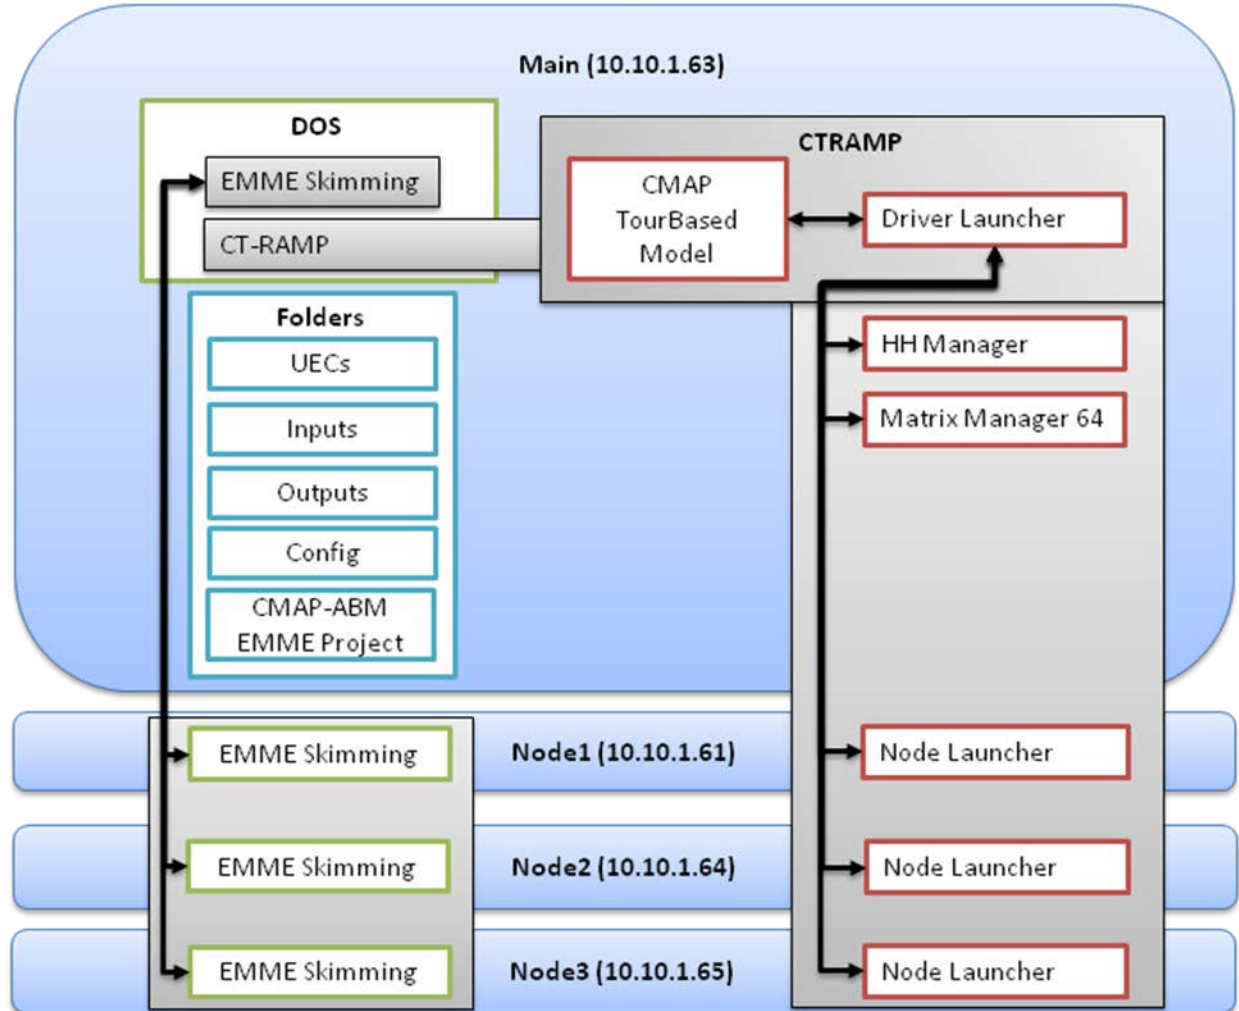 Main (10.10.1.63)
DOS
EMME Skimming
CT-RAMP
CTRAMP
CMAP
TourBased
Model
Driver Launcher
HH Manager
Matrix Manager 64
Folders
UECs
Inputs
Outputs
Config
CMAP-ABM
EMME Project
EMME Skimming
Node1 (10.10.1.61)
Node Launcher
EMME Skimming
Node2 (10.10.1.64)
Node Launcher
EMME Skimming
Node3 (10.10.1.65)
Node Launcher